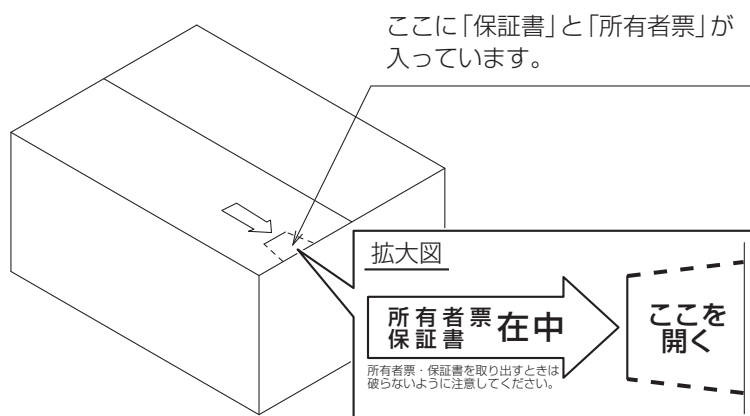 ここに「保証書」と「所有者票」が
入っています。
拡大図
所有者票
保証書
在中
所有者票・保証書を取り出すときは
破らないように注意してください。
ここを
開く